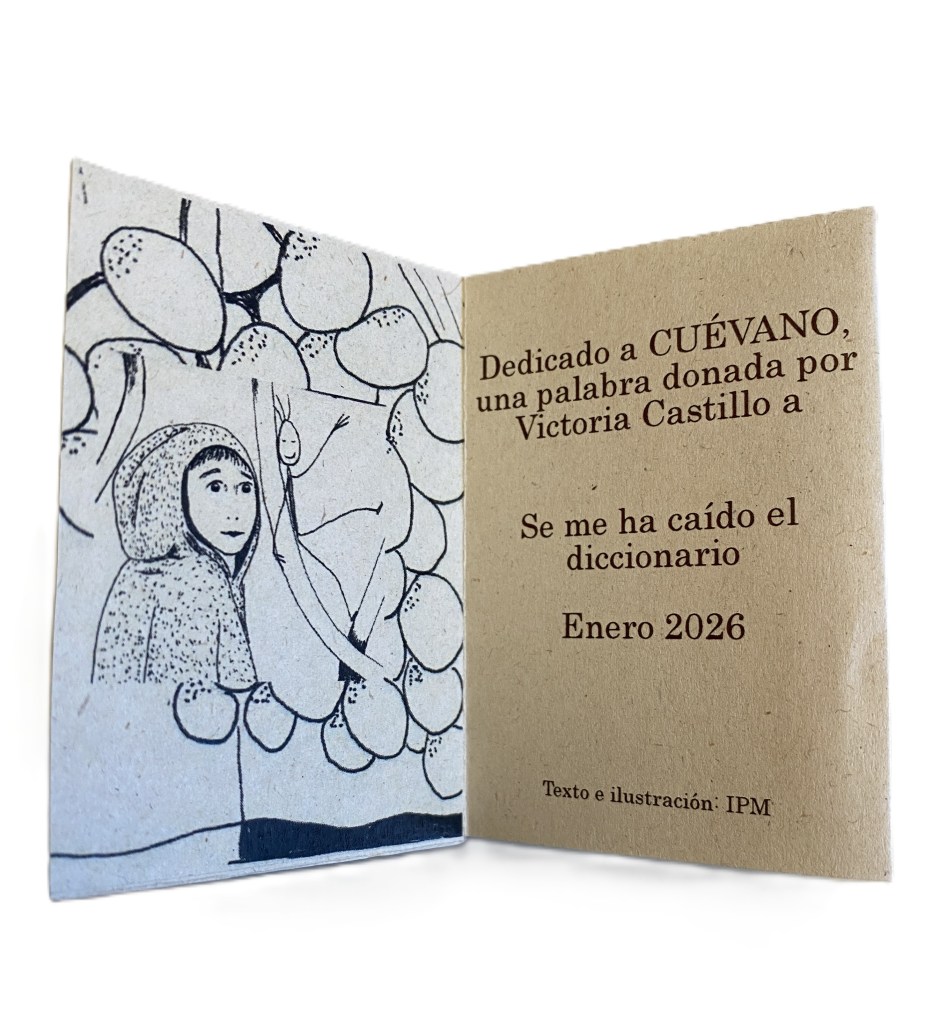 Dedicado a CUÉVANO,
una palabra donada por
Victoria Castillo a
Se me ha caído el
diccionario
Enero 2026
Texto e ilustración: IPM